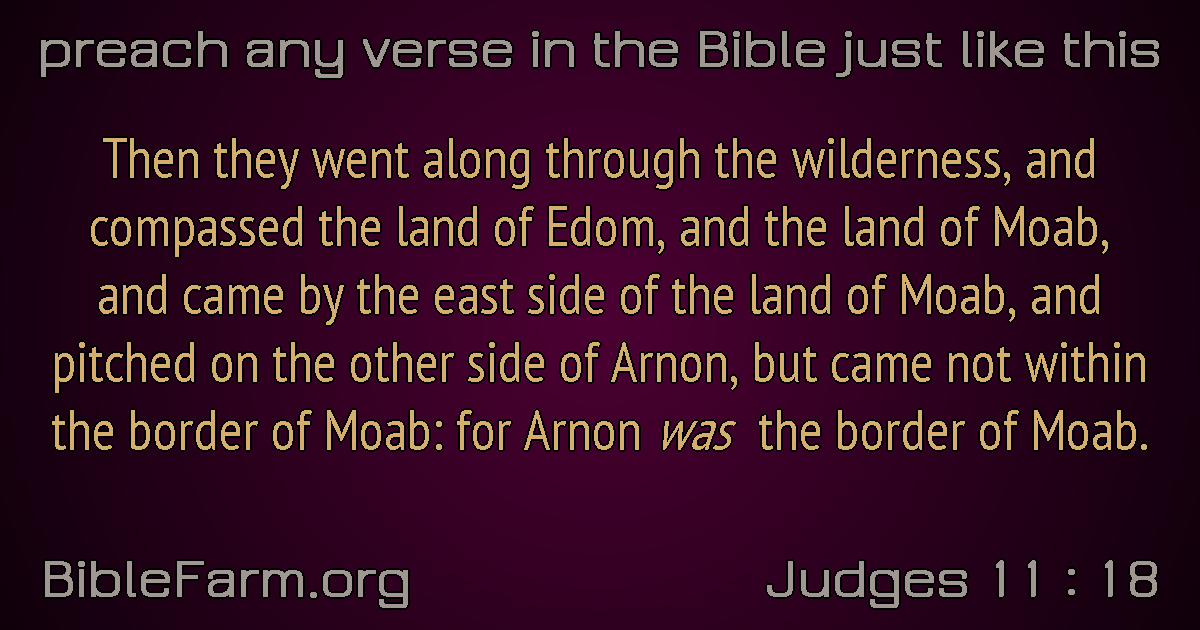 preach any verse in the Bible just like this
Then they went along through the wilderness, and
compassed the land of Edom, and the land of Moab,
and came by the east side of the land of Moab, and
pitched on the other side of Arnon, but came not within
the border of Moab: for Arnon was the border of Moab.
BibleFarm.org
Judges 11 : 18